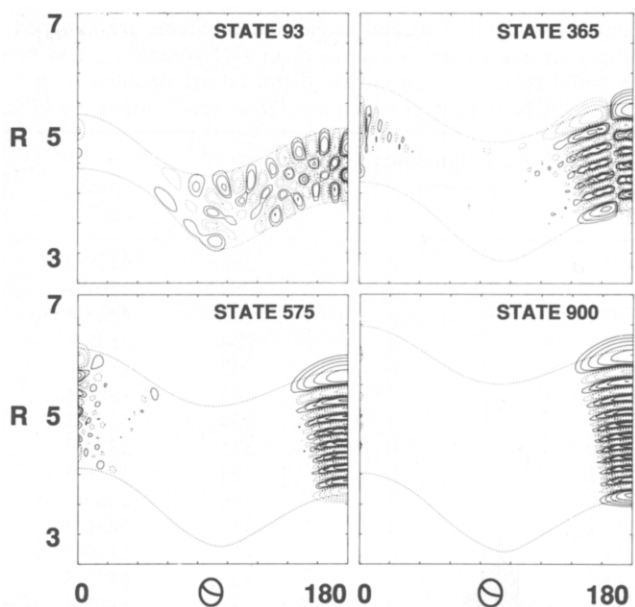 7
STATE 93
STATE 365
R 5
3
7
STATE 575
STATE 900
R 5
3
0 Θ 180 0 Θ 180